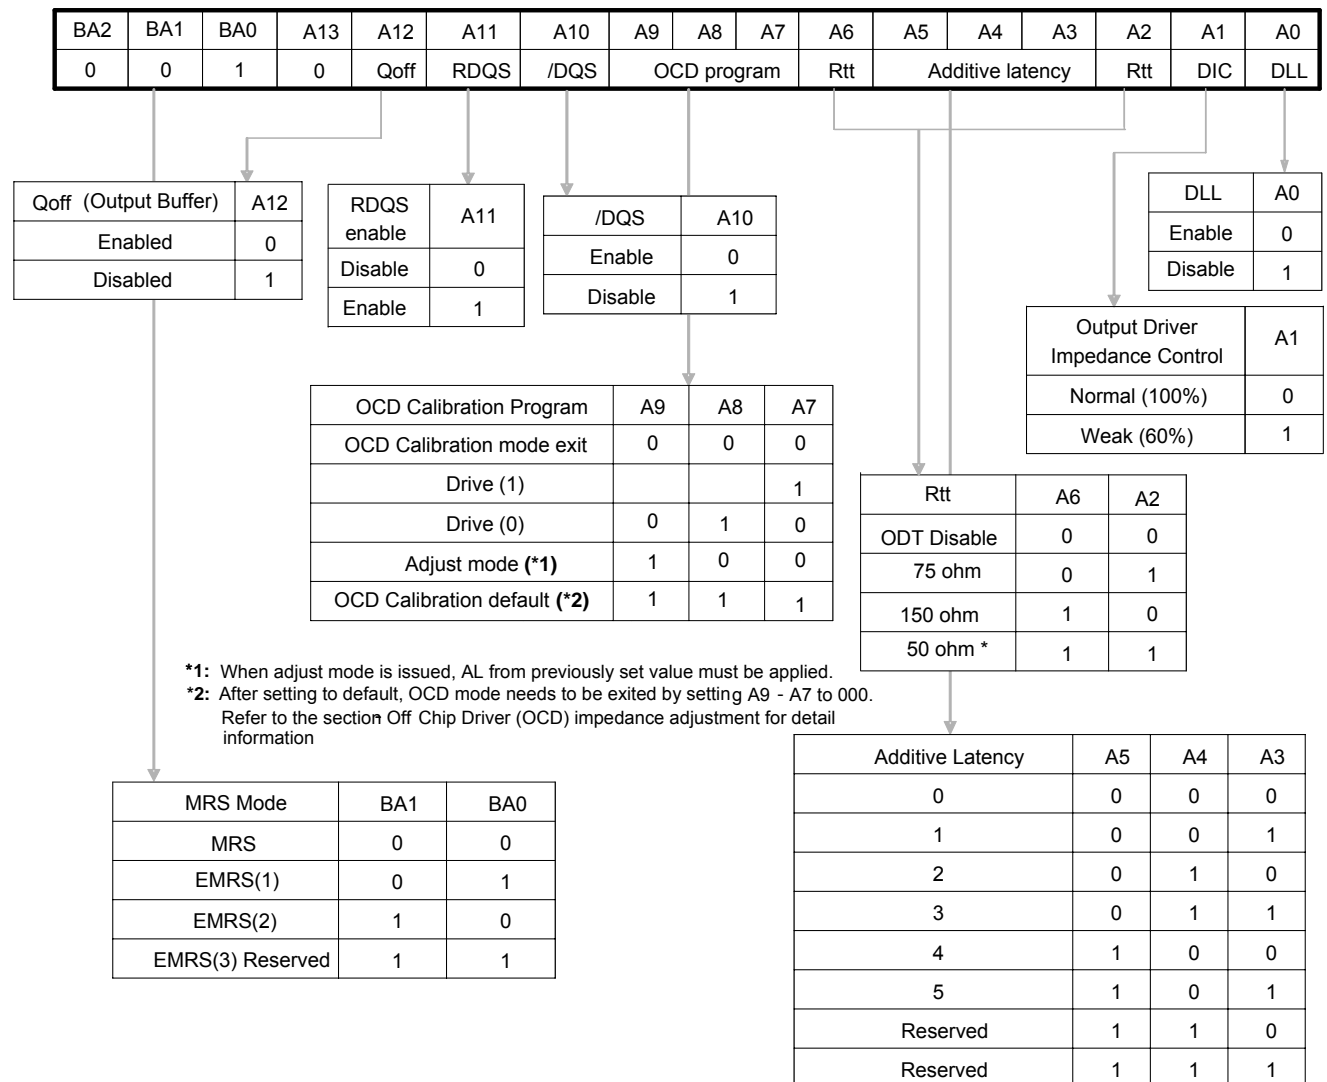 BA2 BA1 BA0 A13 A12 A11 A10 A9 A8 A7 A6 A5 A4 A3 A2 A1 A0
0 0 1 0 Qoff RDQS /DQS OCD program Rtt Additive latency Rtt DIC DLL
Qoff (Output Buffer) A12
Enabled 0
Disabled 1
RDQS enable A11
Disable 0
Enable 1
/DQS A10
Enable 0
Disable 1
DLL A0
Enable 0
Disable 1
Output Driver
Impedance Control A1
Normal (100%) 0
Weak (60%) 1
OCD Calibration Program A9 A8 A7
OCD Calibration mode exit 0 0 0
Drive (1) 1
Drive (0) 0 1 0
Adjust mode (*1) 1 0 0
OCD Calibration default (*2) 1 1 1
Rtt A6 A2
ODT Disable 0 0
75 ohm 0 1
150 ohm 1 0
50 ohm * 1 1
*1: When adjust mode is issued, AL from previously set value must be applied.
*2: After setting to default, OCD mode needs to be exited by setting A9 - A7 to 000.
Refer to the section Off Chip Driver (OCD) impedance adjustment for detail
information
MRS Mode BA1 BA0
MRS 0 0
EMRS(1) 0 1
EMRS(2) 1 0
EMRS(3) Reserved 1 1
Additive Latency A5 A4 A3
0 0 0 0
1 0 0 1
2 0 1 0
3 0 1 1
4 1 0 0
5 1 0 1
Reserved 1 1 0
Reserved 1 1 1